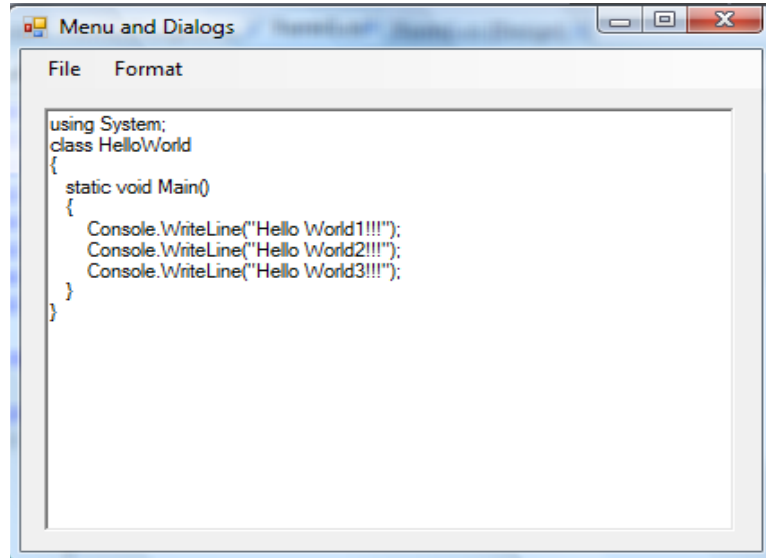 Menu and Dialogs
File Format
using System;
class HelloWorld
{
static void Main()
{
Console.WriteLine("Hello World1!!!");
Console.WriteLine("Hello World2!!!");
Console.WriteLine("Hello World3!!!");
}
}